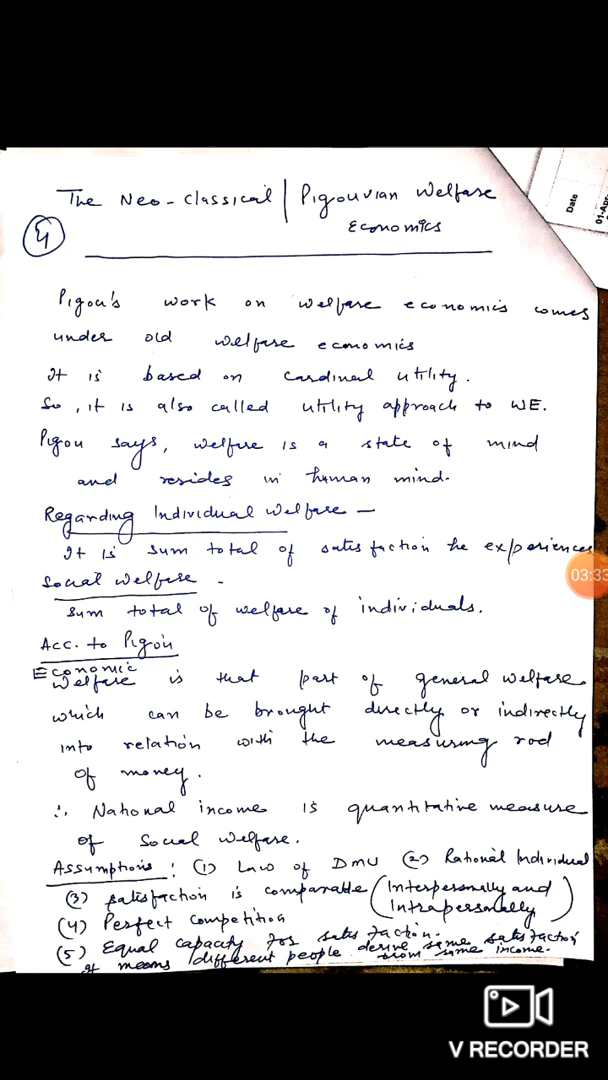 The Neo-Classical | Pigouvian Welfare
Economics
4
Pigou's work on welfare economics comes
under old welfare economics
It is based on cardinal utility.
So, it is also called utility approach to WE.
Pigou says, welfare is a state of mind
and resides in human mind.
Regarding Individual Welfare —
It is sum total of satisfaction he experiences
Social Welfare -
sum total of welfare of individuals.
Acc. to Pigou
Economic
Welfare is that part of general welfare
which can be brought directly or indirectly
into relation with the measuring rod
of money.
∴ National income is quantitative measure
of Social Welfare.
Assumptions : (1) Law of DMU (2) Rational Individual
(3) satisfaction is comparable (Interpersonally and
Intrapersonally)
(4) Perfect competition
(5) Equal capacity for satisfaction.
It means different people derive same satisfaction
from same income.
Date
01-Apr
03:33
V RECORDER